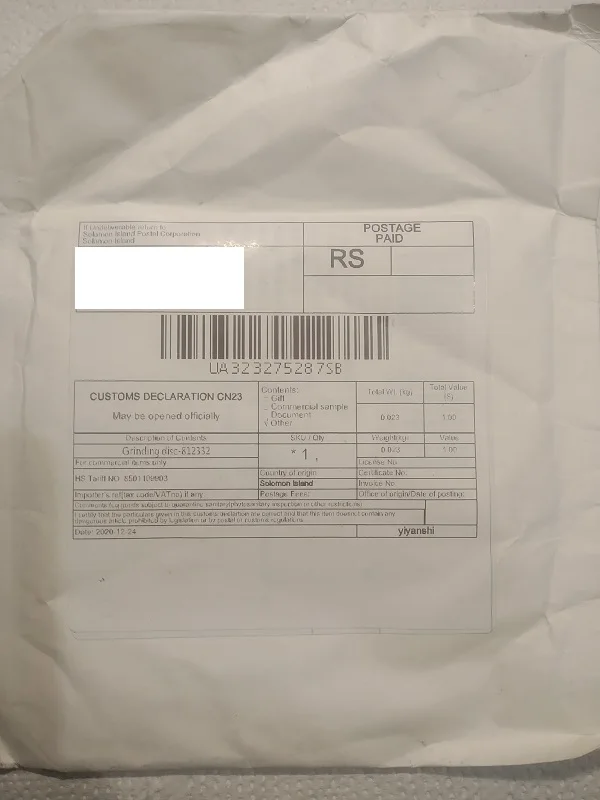 If undeliverable return to
Solomon Island Postal Corporation
Solomon Island
POSTAGE
PAID
RS
UA323275287SB
CUSTOMS DECLARATION CN23
May be opened officially
Contents:
Gift
Commercial sample
Document
√ Other
Total Wt. (kg)
Total Value
0.023
1.00
Description of Contents
SKU / Qty
Weight(kg)
Value
Grinding disc-812332
* 1 ,
0.023
1.00
For commercial items only
Country of origin
License No
HS Tariff NO:
Solomon Island
Certificate No.
Invoice No
Importer's ref(tax code/VAT no) if any
Postage Fees:
Office of origin/Date of posting:
Date: 2020-12-24
yiyanshi